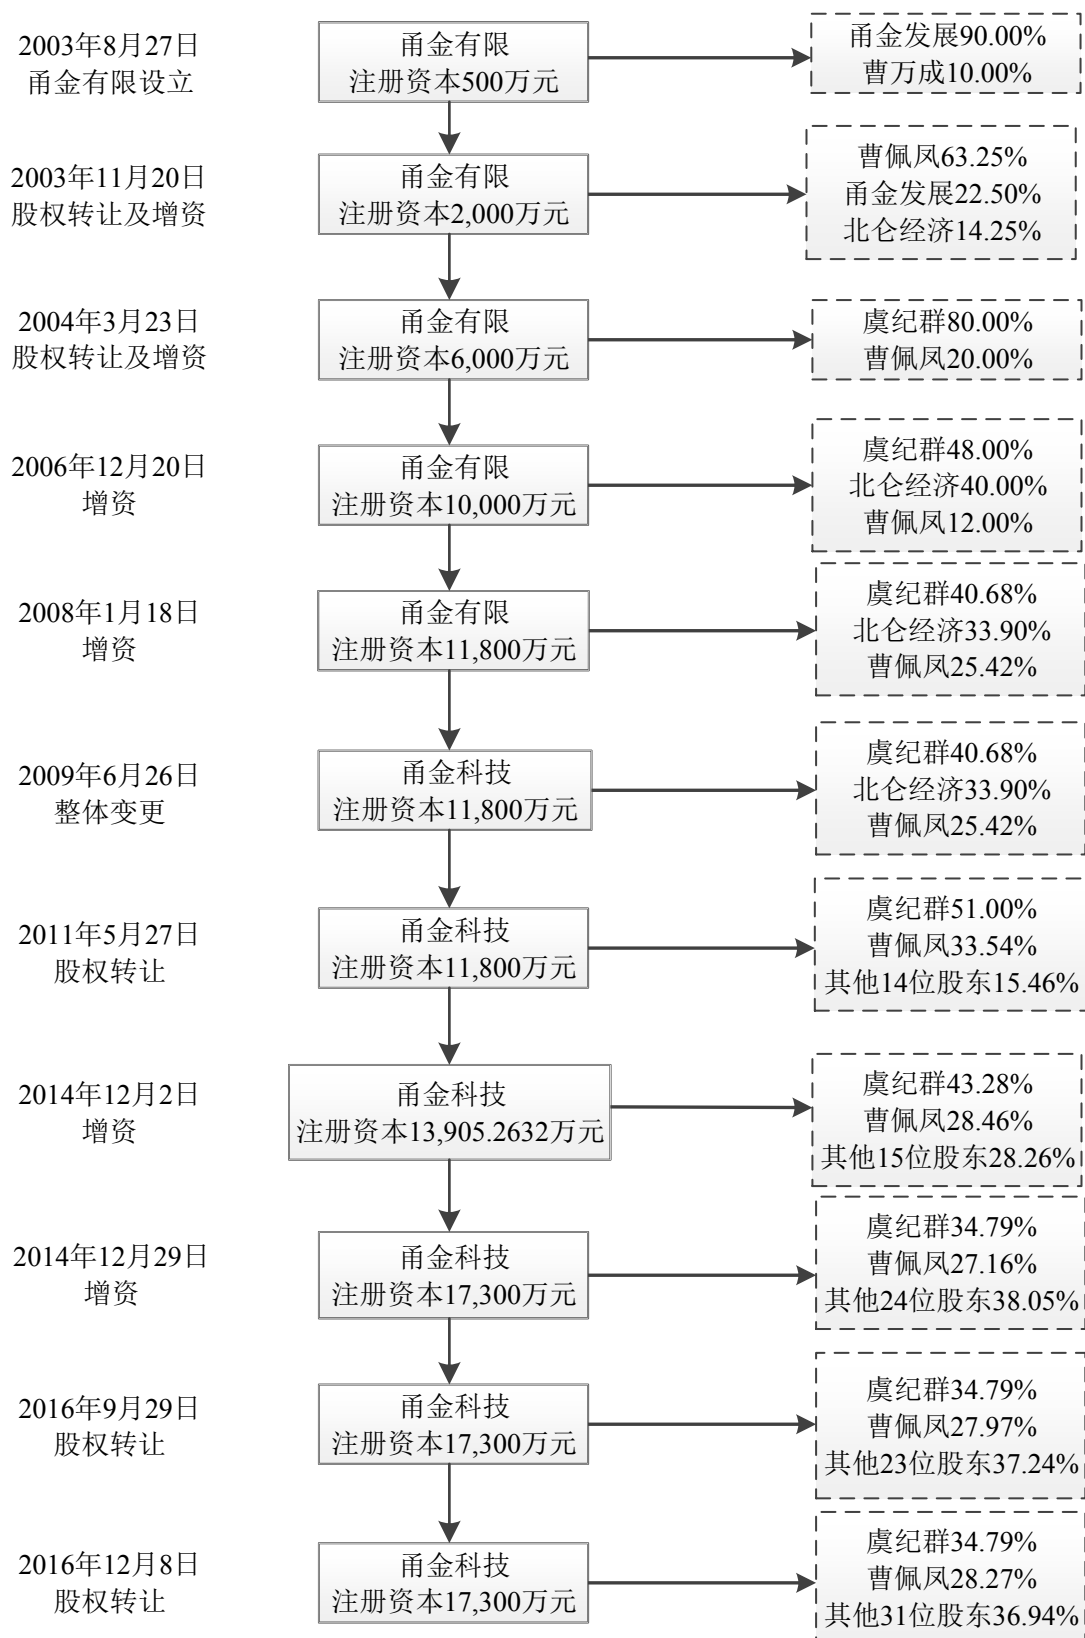 2003年8月27日
甬金有限设立
甬金有限
注册资本500万元
甬金发展90.00%
曹万成10.00%
2003年11月20日
股权转让及增资
甬金有限
注册资本2,000万元
曹佩凤63.25%
甬金发展22.50%
北仑经济14.25%
2004年3月23日
股权转让及增资
甬金有限
注册资本6,000万元
虞纪群80.00%
曹佩凤20.00%
2006年12月20日
增资
甬金有限
注册资本10,000万元
虞纪群48.00%
北仑经济40.00%
曹佩凤12.00%
2008年1月18日
增资
甬金有限
注册资本11,800万元
虞纪群40.68%
北仑经济33.90%
曹佩凤25.42%
2009年6月26日
整体变更
甬金科技
注册资本11,800万元
虞纪群40.68%
北仑经济33.90%
曹佩凤25.42%
2011年5月27日
股权转让
甬金科技
注册资本11,800万元
虞纪群51.00%
曹佩凤33.54%
其他14位股东15.46%
2014年12月2日
增资
甬金科技
注册资本13,905.2632万元
虞纪群43.28%
曹佩凤28.46%
其他15位股东28.26%
2014年12月29日
增资
甬金科技
注册资本17,300万元
虞纪群34.79%
曹佩凤27.16%
其他24位股东38.05%
2016年9月29日
股权转让
甬金科技
注册资本17,300万元
虞纪群34.79%
曹佩凤27.97%
其他23位股东37.24%
2016年12月8日
股权转让
甬金科技
注册资本17,300万元
虞纪群34.79%
曹佩凤28.27%
其他31位股东36.94%